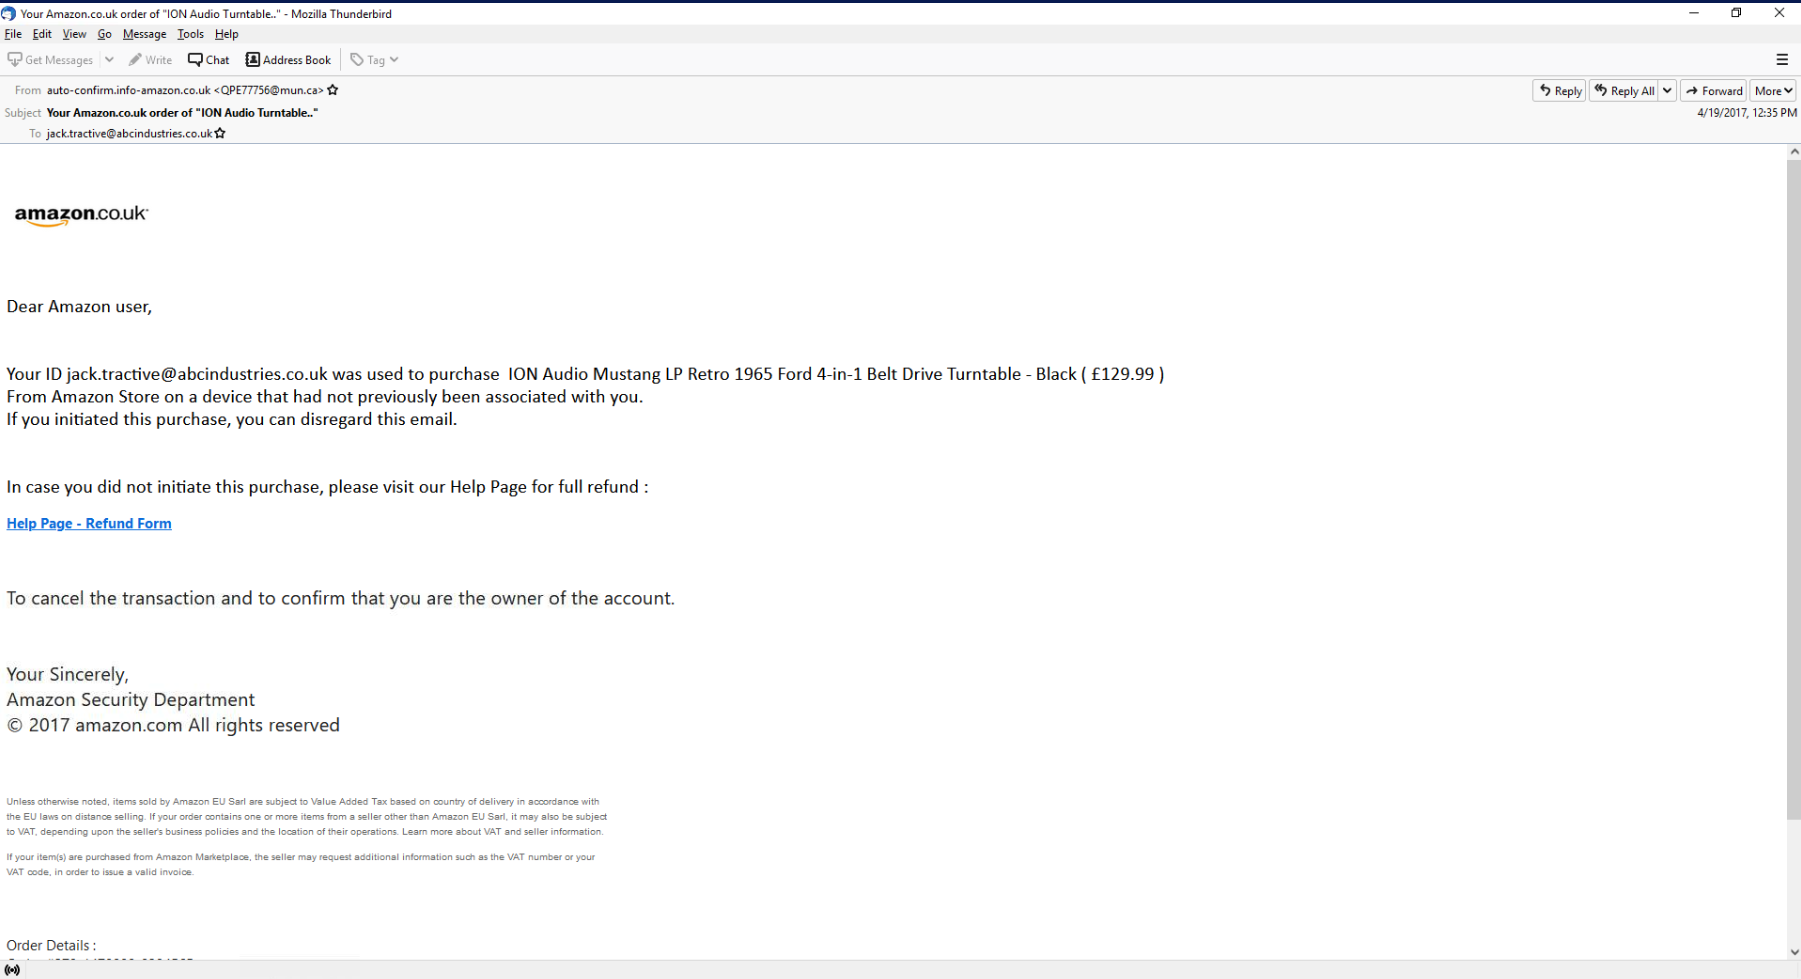 Your Amazon.co.uk order of "ION Audio Turntable.." - Mozilla Thunderbird
File Edit View Go Message Tools Help
Get Messages Write Chat Address Book Tag
From auto-confirm.info-amazon.co.uk <QPE77756@mun.ca> Reply Reply All Forward More
Subject Your Amazon.co.uk order of "ION Audio Turntable.." 4/19/2017, 12:35 PM
To jack.tractive@abcindustries.co.uk
amazon.co.uk
Dear Amazon user,
Your ID jack.tractive@abcindustries.co.uk was used to purchase ION Audio Mustang LP Retro 1965 Ford 4-in-1 Belt Drive Turntable - Black ( £129.99 )
From Amazon Store on a device that had not previously been associated with you.
If you initiated this purchase, you can disregard this email.
In case you did not initiate this purchase, please visit our Help Page for full refund :
Help Page - Refund Form
To cancel the transaction and to confirm that you are the owner of the account.
Your Sincerely,
Amazon Security Department
© 2017 amazon.com All rights reserved
Unless otherwise noted, items sold by Amazon EU Sarl are subject to Value Added Tax based on country of delivery in accordance with
the EU laws on distance selling. If your order contains one or more items from a seller other than Amazon EU Sarl, it may also be subject
to VAT, depending upon the seller's business policies and the location of their operations. Learn more about VAT and seller information.
If your item(s) are purchased from Amazon Marketplace, the seller may request additional information such as the VAT number or your
VAT code, in order to issue a valid invoice.
Order Details :